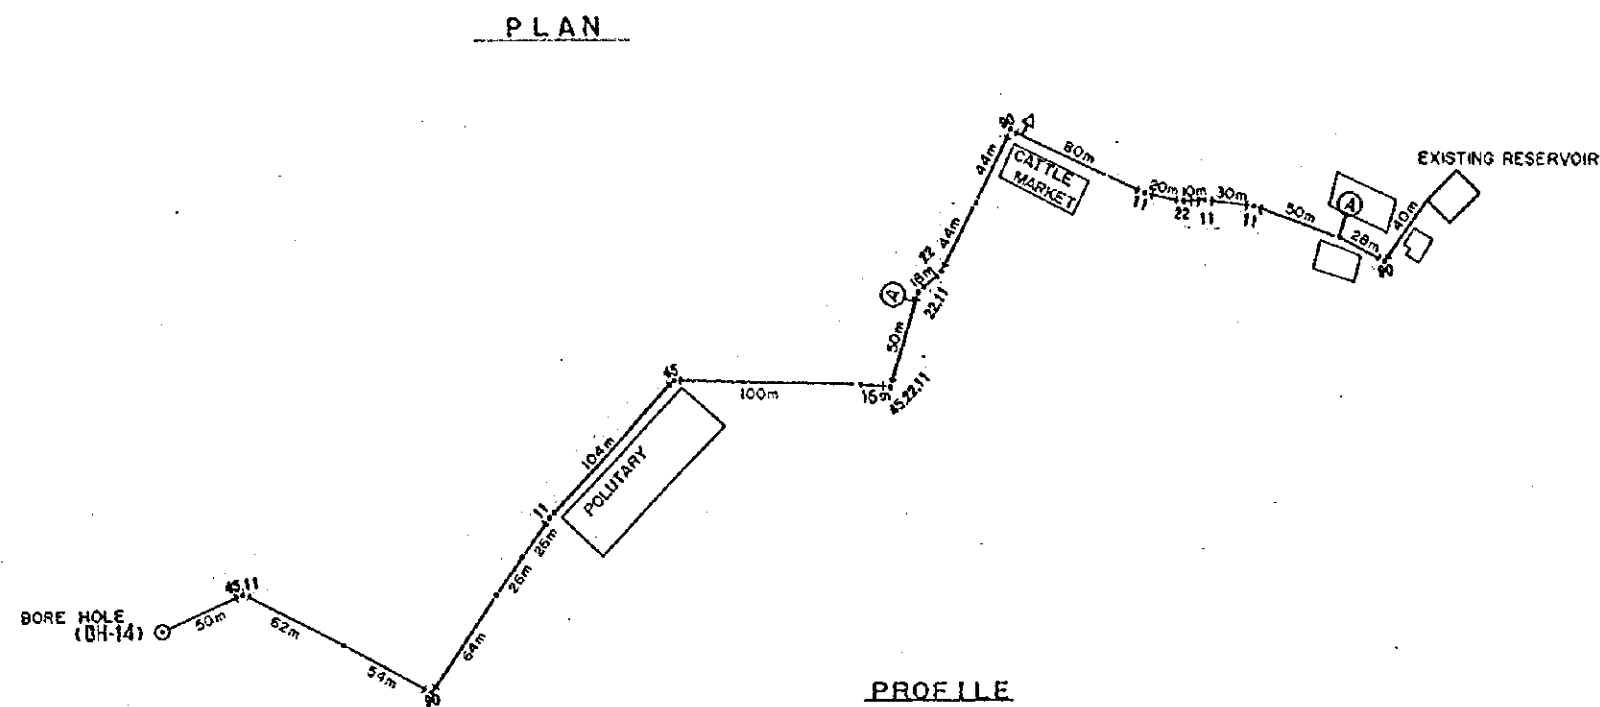 PLAN
BORE HOLE
(BH-14)
50m
45,11
62m
54m
90
64m
26m
26m
11
104m
POLUTARY
45
100m
16
45,22,11
50m
A
18m
22
22,11
44m
44m
90
CATTLE
MARKET
80m
11
20m
22
10m
11
30m
11
50m
A
28m
90
40m
EXISTING RESERVOIR
PROFILE